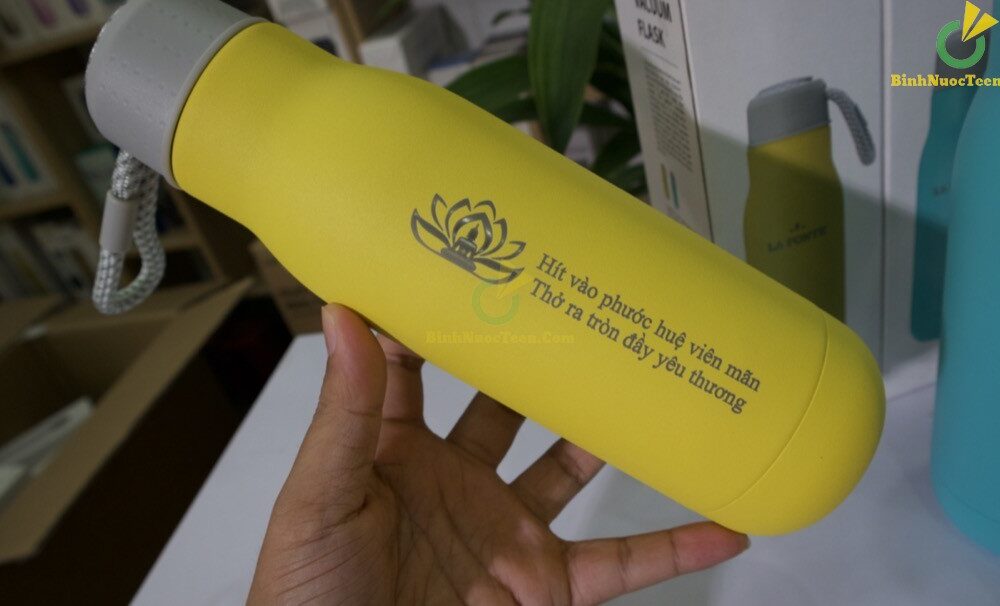 VACUUM
FLASK
BinhNuocTeen
LA FONTE
Hít vào phước huệ viên mãn
Thở ra tròn đầy yêu thương
BinhNuocTeen.Com